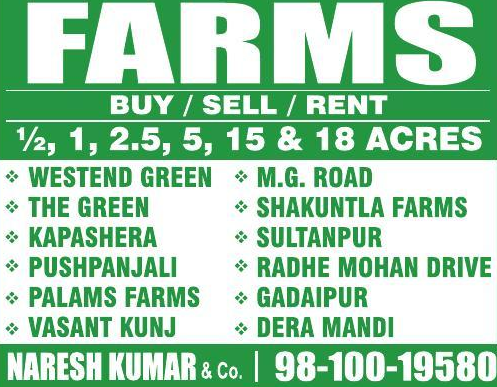 FARMS
BUY / SELL / RENT
½, 1, 2.5, 5, 15 & 18 ACRES
❖ WESTEND GREEN
❖ THE GREEN
❖ KAPASHERA
❖ PUSHPANJALI
❖ PALAMS FARMS
❖ VASANT KUNJ
❖ M.G. ROAD
❖ SHAKUNTLA FARMS
❖ SULTANPUR
❖ RADHE MOHAN DRIVE
❖ GADAIPUR
❖ DERA MANDI
NARESH KUMAR & Co. | 98-100-19580